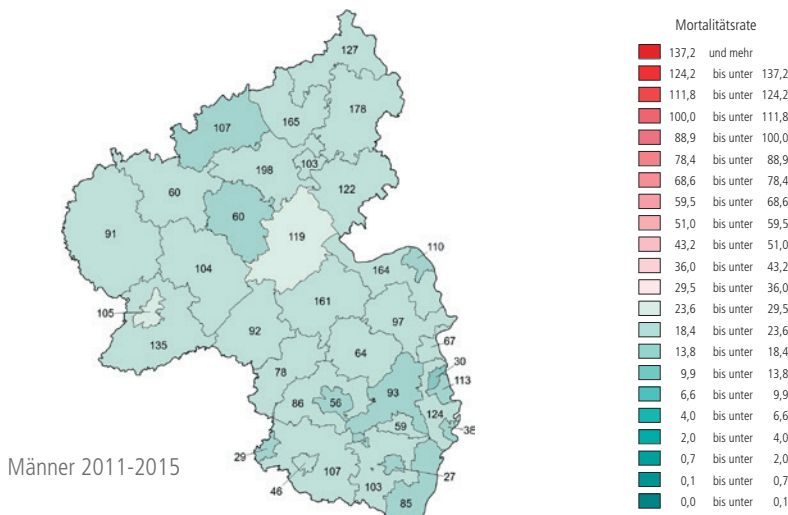 Mortalitätsrate
137,2 und mehr
124,2 bis unter 137,2
111,8 bis unter 124,2
100,0 bis unter 111,8
88,9 bis unter 100,0
78,4 bis unter 88,9
68,6 bis unter 78,4
59,5 bis unter 68,6
51,0 bis unter 59,5
43,2 bis unter 51,0
36,0 bis unter 43,2
29,5 bis unter 36,0
23,6 bis unter 29,5
18,4 bis unter 23,6
13,8 bis unter 18,4
9,9 bis unter 13,8
6,6 bis unter 9,9
4,0 bis unter 6,6
2,0 bis unter 4,0
0,7 bis unter 2,0
0,1 bis unter 0,7
0,0 bis unter 0,1
127
178
165
107
103
198
122
60
60
119
91
110
164
104
161
105
97
92
135
67
64
30
78
113
93
86
56
124
59
38
29
107
27
46
103
85
Männer 2011-2015